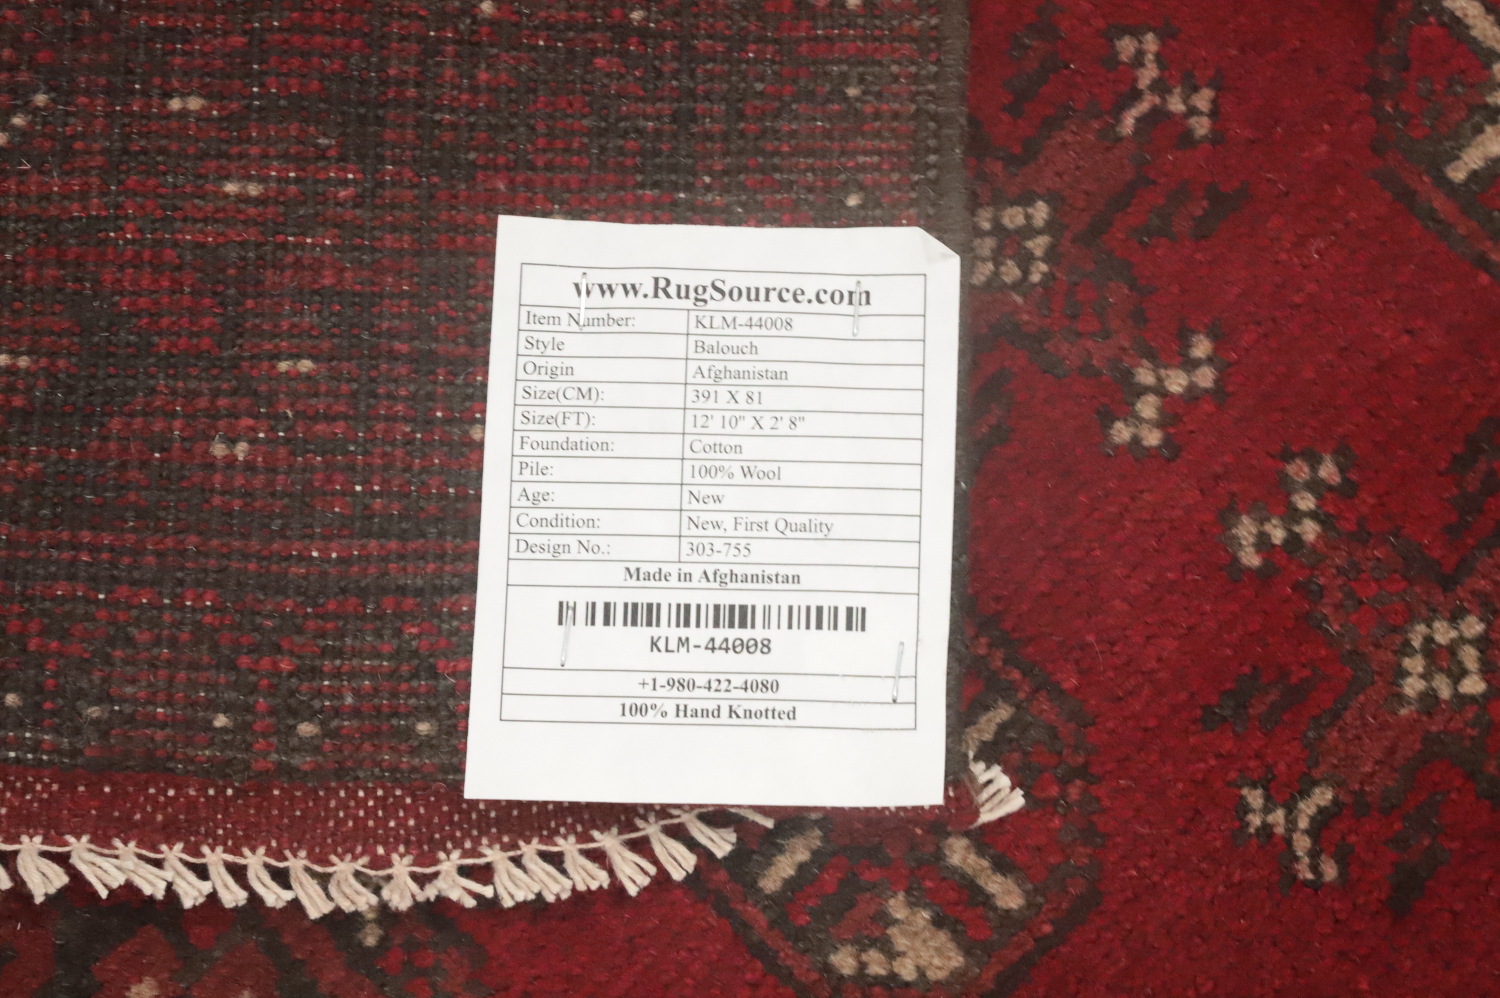 www.RugSource.com
Item Number: KLM-44008
Style Balouch
Origin Afghanistan
Size(CM): 391 X 81
Size(FT): 12' 10" X 2' 8"
Foundation: Cotton
Pile: 100% Wool
Age: New
Condition: New, First Quality
Design No.: 303-755
Made in Afghanistan
KLM-44008
+1-980-422-4080
100% Hand Knotted